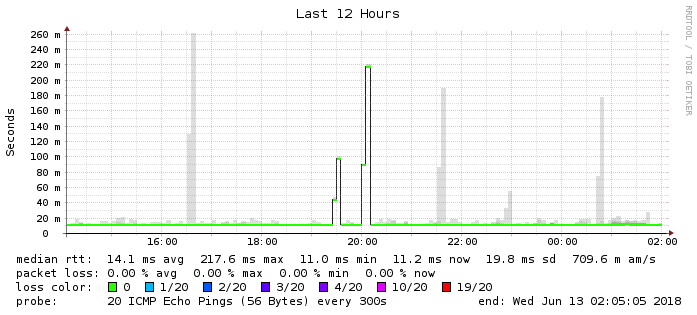 Last 12 Hours
RRDTOOL / TOBI OETIKER
Seconds
260 m
240 m
220 m
200 m
180 m
160 m
140 m
120 m
100 m
80 m
60 m
40 m
20 m
0
16:00 18:00 20:00 22:00 00:00 02:00
median rtt: 14.1 ms avg 217.6 ms max 11.0 ms min 11.2 ms now 19.8 ms sd 709.6 m am/s
packet loss: 0.00 % avg 0.00 % max 0.00 % min 0.00 % now
loss color: 0 1/20 2/20 3/20 4/20 10/20 19/20
probe: 20 ICMP Echo Pings (56 Bytes) every 300s end: Wed Jun 13 02:05:05 2018